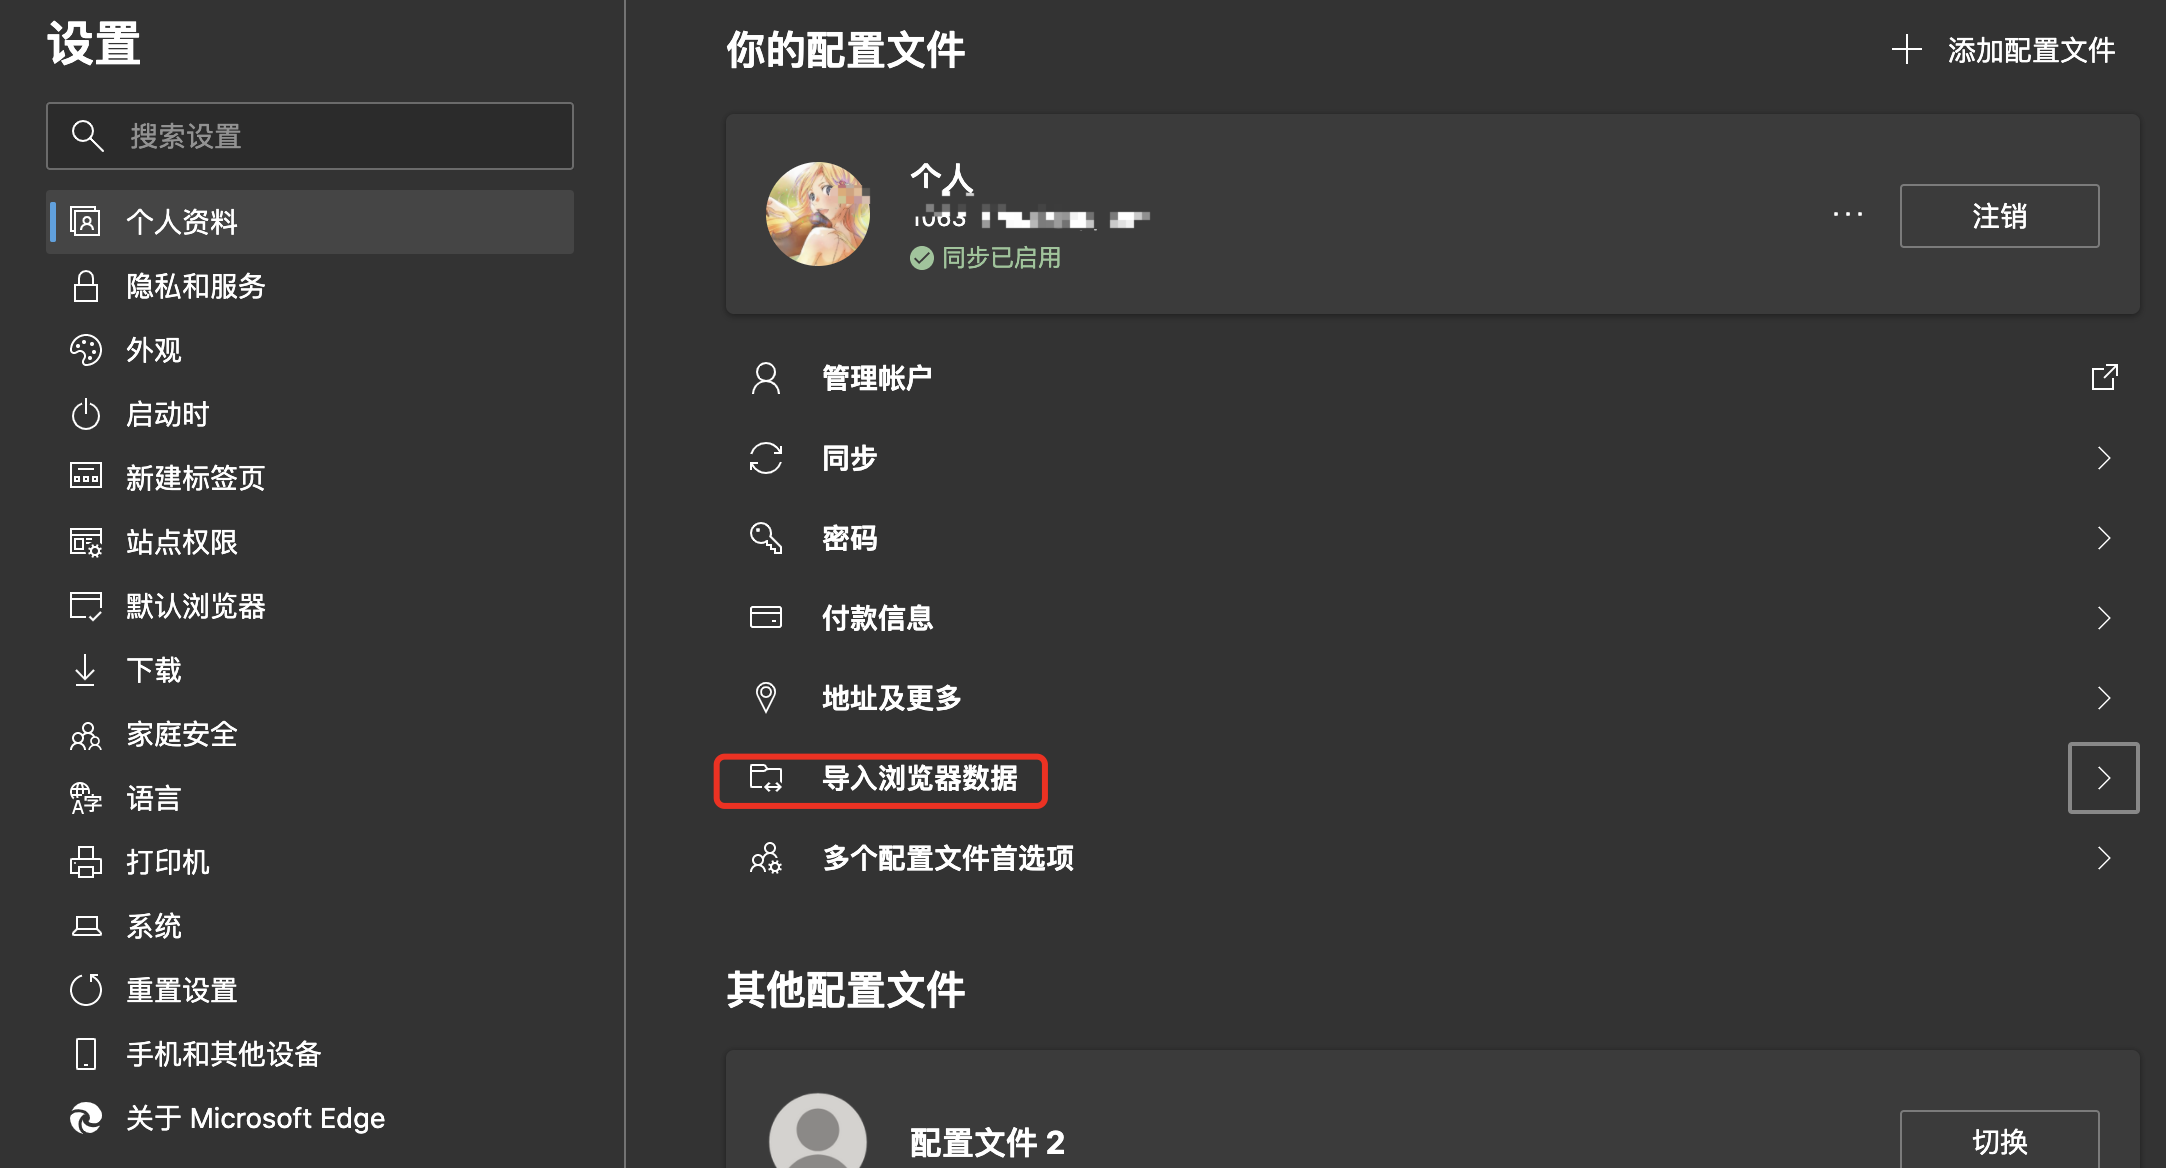 设置
搜索设置
个人资料
隐私和服务
外观
启动时
新建标签页
站点权限
默认浏览器
下载
家庭安全
语言
打印机
系统
重置设置
手机和其他设备
关于 Microsoft Edge
你的配置文件
添加配置文件
个人
同步已启用
注销
管理帐户
同步
密码
付款信息
地址及更多
导入浏览器数据
多个配置文件首选项
其他配置文件
配置文件 2
切换